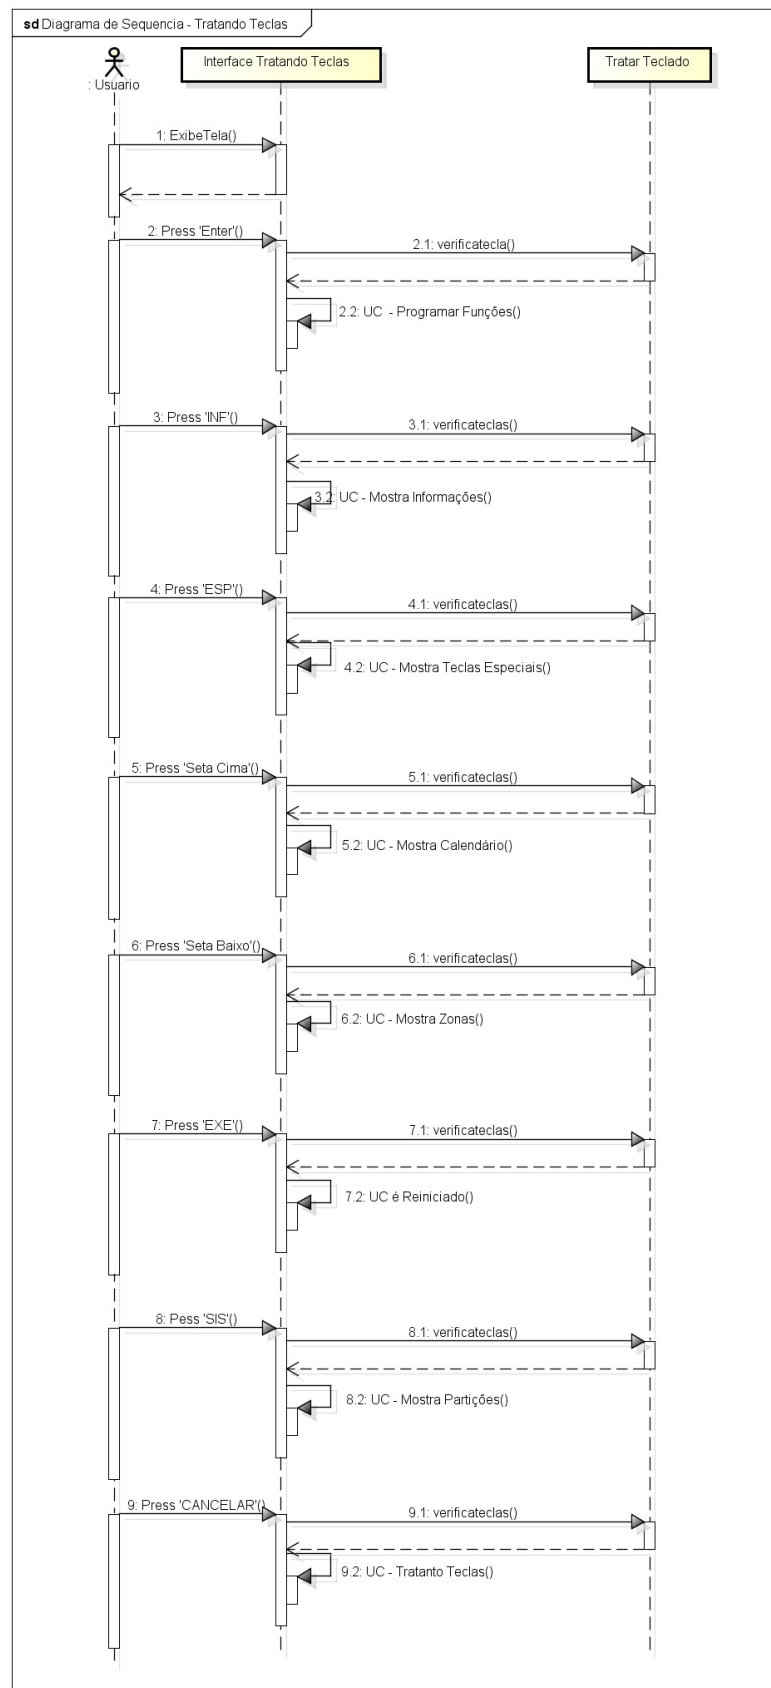 sd Diagrama de Sequencia - Tratando Teclas
: Usuario
Interface Tratando Teclas
Tratar Teclado
1: ExibeTela()
2: Press 'Enter'()
2.1: verificatecla()
2.2: UC  - Programar Funções()
3: Press 'INF'()
3.1: verificateclas()
3.2: UC - Mostra Informações()
4: Press 'ESP'()
4.1: verificateclas()
4.2: UC - Mostra Teclas Especiais()
5: Press 'Seta Cima'()
5.1: verificateclas()
5.2: UC - Mostra Calendário()
6: Press 'Seta Baixo'()
6.1: verificateclas()
6.2: UC - Mostra Zonas()
7: Press 'EXE'()
7.1: verificateclas()
7.2: UC é Reiniciado()
8: Pess 'SIS'()
8.1: verificateclas()
8.2: UC - Mostra Partições()
9: Press 'CANCELAR'()
9.1: verificateclas()
9.2: UC - Tratanto Teclas()